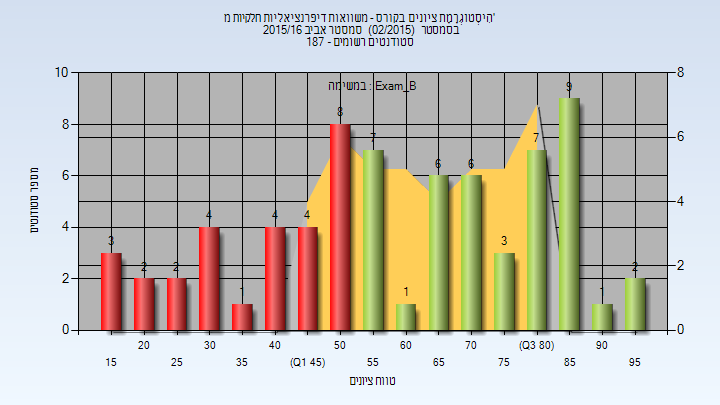 היסטוגרמת ציונים בקורס - משוואות דיפרנציאליות חלקיות מ'
בסמסטר (02/2015) סמסטר אביב 2015/16
סטודנטים רשומים - 187
במשימה : Exam_B
10 8
8 6
6 4
4 2
2 0
0
3 2 2 4 1 4 4 8 7 1 6 6 3 7 9 1 2
מספר סטודנטים
20 30 40 50 60 70 (Q3 80) 90
15 25 35 (Q1 45) 55 65 75 85 95
טווח ציונים